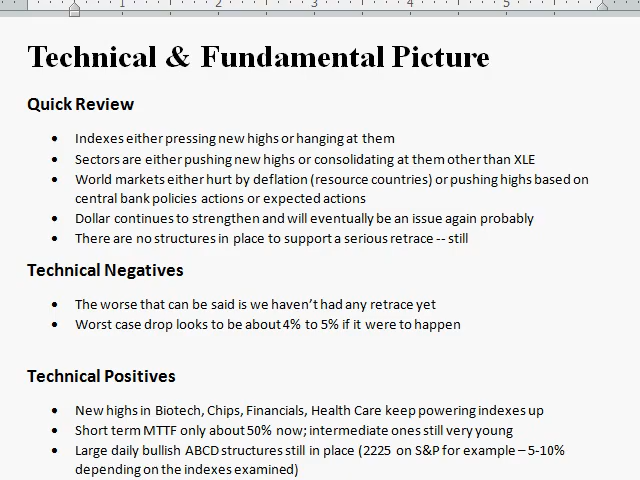 1 2 3 4 5
Technical & Fundamental Picture
Quick Review
• Indexes either pressing new highs or hanging at them
• Sectors are either pushing new highs or consolidating at them other than XLE
• World markets either hurt by deflation (resource countries) or pushing highs based on
central bank policies actions or expected actions
• Dollar continues to strengthen and will eventually be an issue again probably
• There are no structures in place to support a serious retrace -- still
Technical Negatives
• The worse that can be said is we haven’t had any retrace yet
• Worst case drop looks to be about 4% to 5% if it were to happen
Technical Positives
• New highs in Biotech, Chips, Financials, Health Care keep powering indexes up
• Short term MTTF only about 50% now; intermediate ones still very young
• Large daily bullish ABCD structures still in place (2225 on S&P for example – 5-10%
depending on the indexes examined)